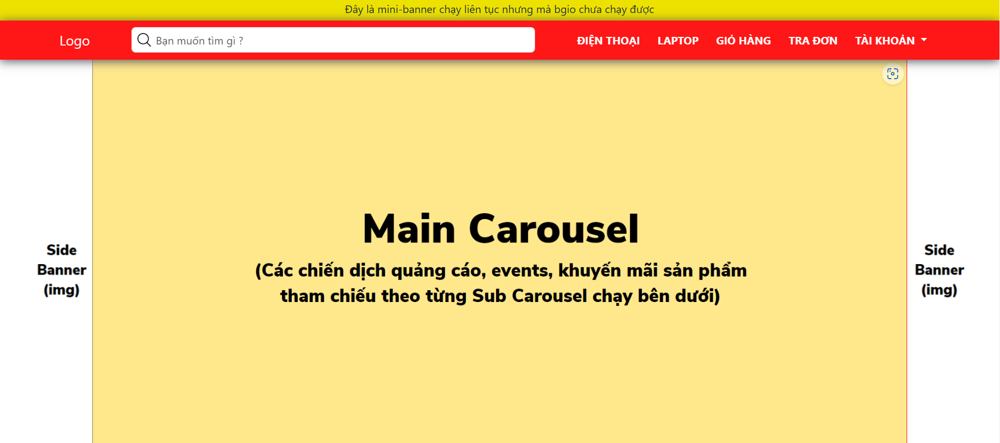 Đây là mini-banner chạy liên tục nhưng mà bgio chưa chạy được
Logo
Bạn muốn tìm gì ?
ĐIỆN THOẠI
LAPTOP
GIỎ HÀNG
TRA ĐƠN
TÀI KHOẢN
Main Carousel
(Các chiến dịch quảng cáo, events, khuyến mãi sản phẩm
tham chiếu theo từng Sub Carousel chạy bên dưới)
Side
Banner
(img)
Side
Banner
(img)